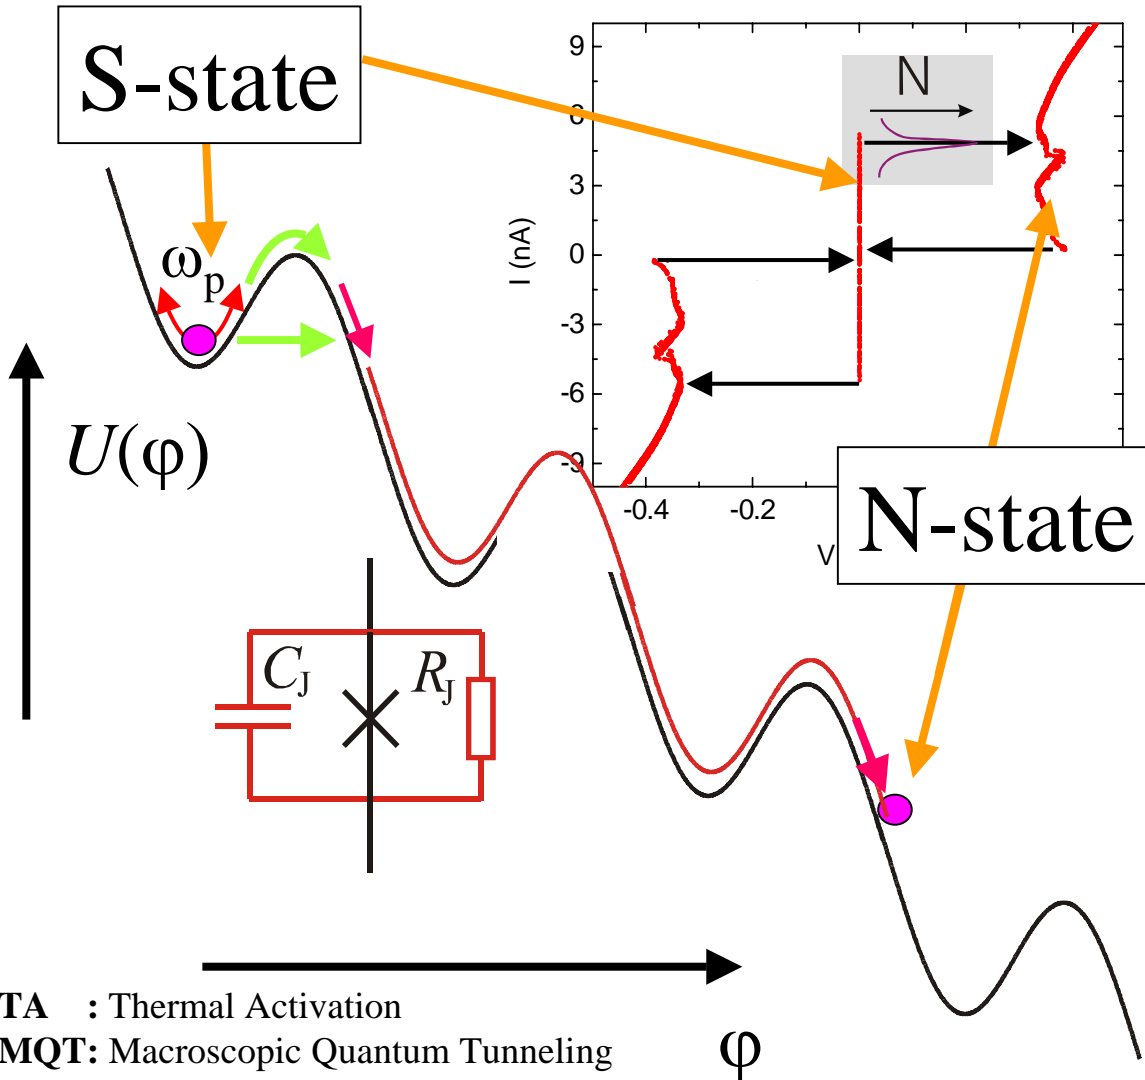 S-state
9
N
6
3
0
-3
-6
-9
I (nA)
-0.4
-0.2
V
ωp
U(φ)
N-state
CJ
RJ
TA : Thermal Activation
MQT: Macroscopic Quantum Tunneling
φ